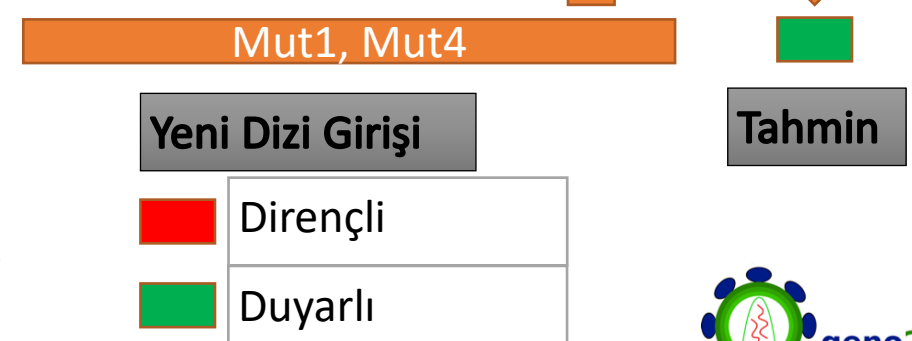 Mut1, Mut4
Yeni Dizi Girişi
Tahmin
Dirençli
Duyarlı